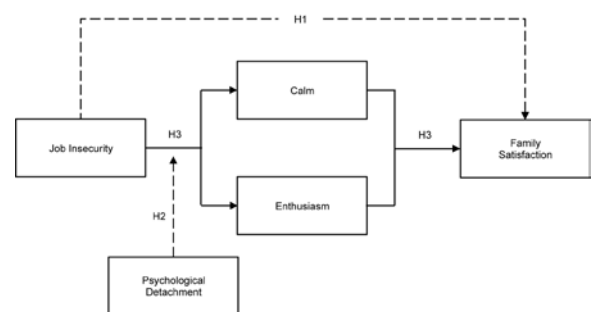 H1
Calm
Job Insecurity
H3
H3
Family
Satisfaction
Enthusiasm
H2
Psychological
Detachment